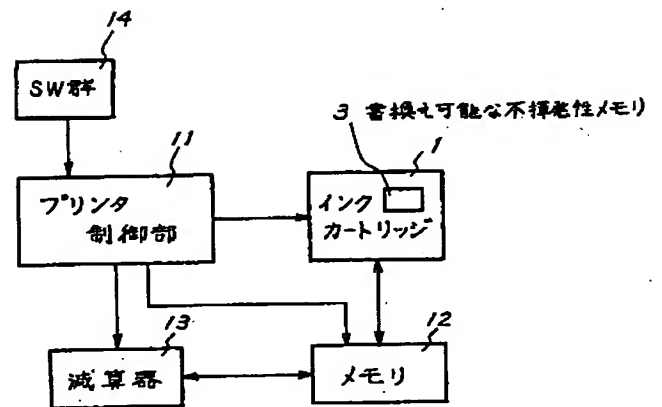 14
SW群
3 書換え可能な不揮発性メモリ
11
1
プリンタ
制御部
インク
カートリッジ
13
12
減算器
メモリ